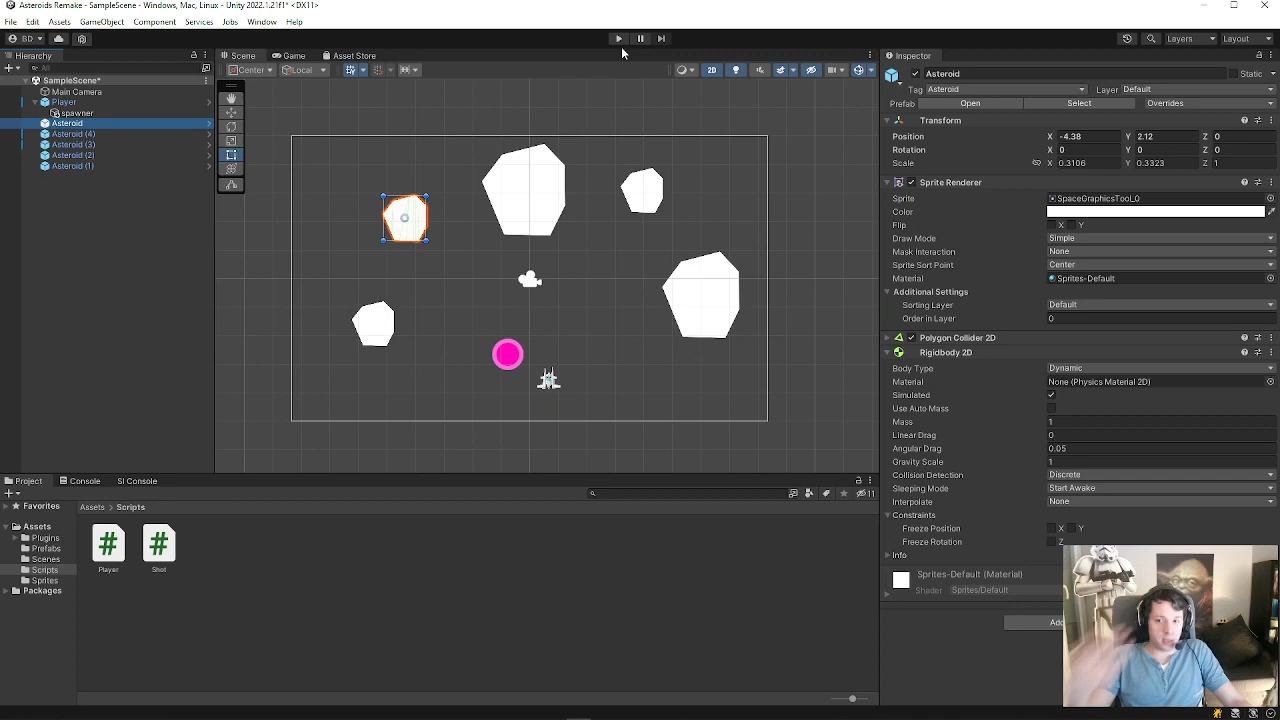 Asteroids Remake - SampleScene - Windows, Mac, Linux - Unity 2022.1.21f1* <DX11>
File Edit Assets GameObject Component Services Jobs Window Help
BD Layers Layout
Hierarchy
All
SampleScene*
Main Camera
Player
spawner
Asteroid
Asteroid (4)
Asteroid (3)
Asteroid (2)
Asteroid (1)
Scene Game Asset Store
Center Local 2D
Inspector
Asteroid Static
Tag Asteroid Layer Default
Prefab Open Select Overrides
Transform
Position X -4.38 Y 2.12 Z 0
Rotation X 0 Y 0 Z 0
Scale X 0.3106 Y 0.3323 Z 1
Sprite Renderer
Sprite SpaceGraphicsTool_0
Color
Flip X Y
Draw Mode Simple
Mask Interaction None
Sprite Sort Point Center
Material Sprites-Default
Additional Settings
Sorting Layer Default
Order in Layer 0
Polygon Collider 2D
Rigidbody 2D
Body Type Dynamic
Material None (Physics Material 2D)
Simulated
Use Auto Mass
Mass 1
Linear Drag 0
Angular Drag 0.05
Gravity Scale 1
Collision Detection Discrete
Sleeping Mode Start Awake
Interpolate None
Constraints
Freeze Position X Y
Freeze Rotation Z
Info
Sprites-Default (Material)
Shader Sprites/Default
Project Console SI Console
11
Favorites
Assets
Plugins
Prefabs
Scenes
Scripts
Sprites
Packages
Assets > Scripts
Player Shot